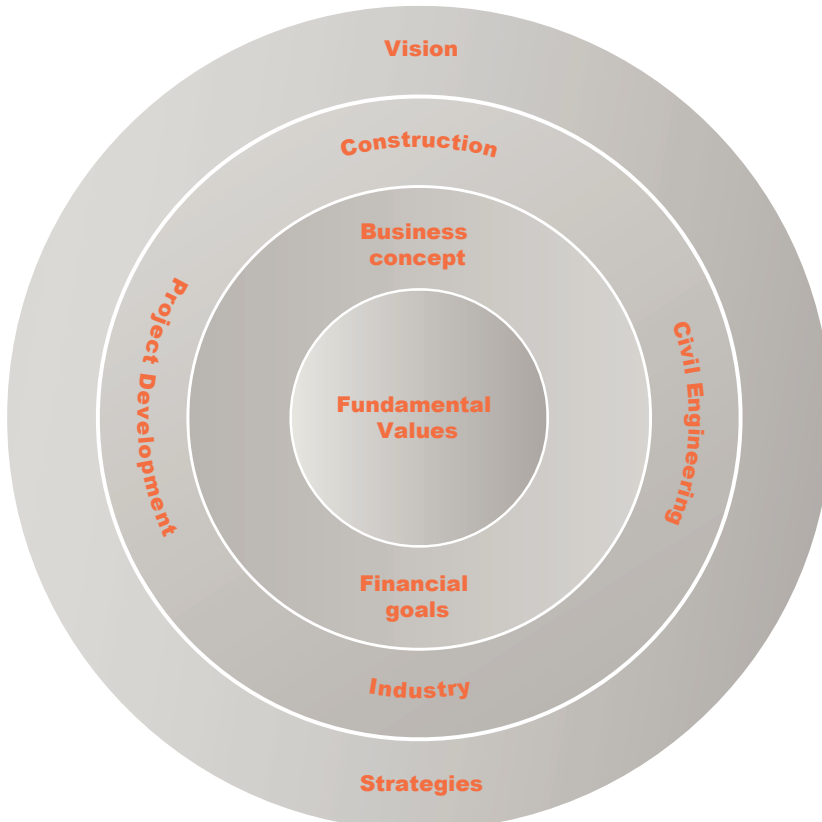 Vision
Construction
Business
concept
Project Development
Civil Engineering
Fundamental
Values
Financial
goals
Industry
Strategies